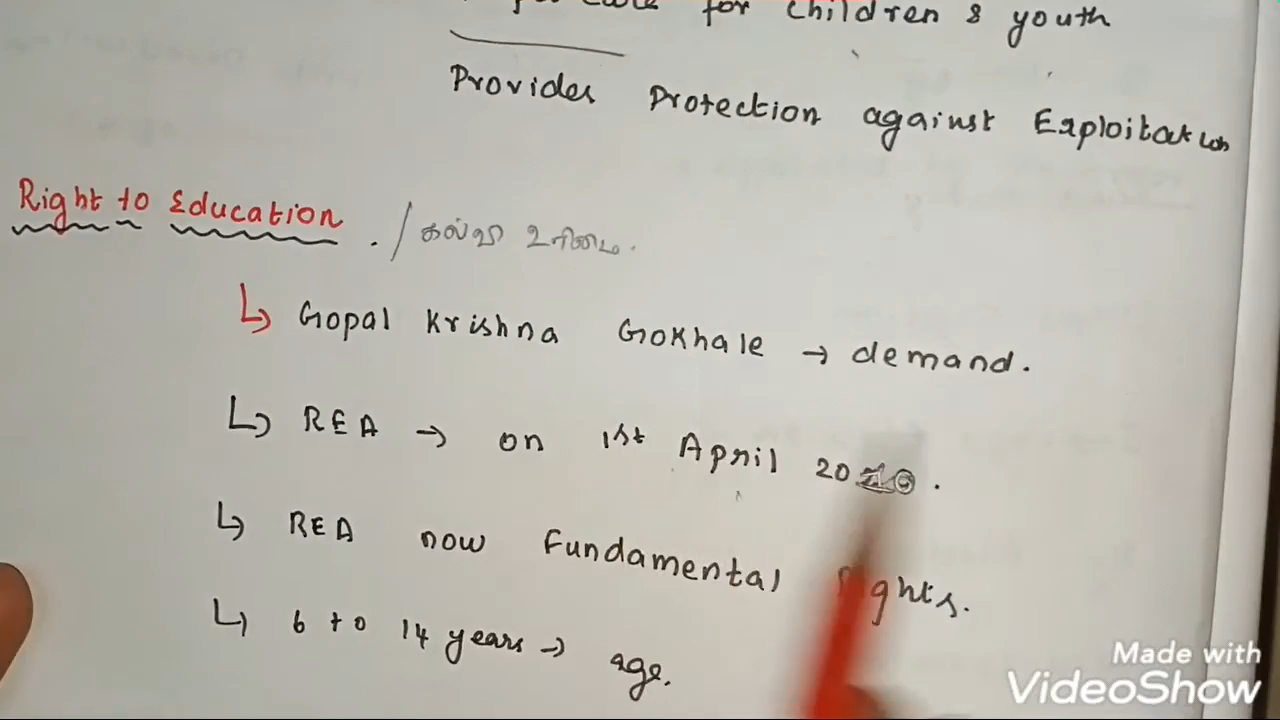 for children & youth
Provides Protection against Exploitation
Right to Education . / கல்வி உரிமை.
↳ Gopal Krishna Gokhale → demand.
↳ REA → on 1st April 2010.
↳ REA now Fundamental Rights.
↳ 6 to 14 years → age.
Made with
VideoShow